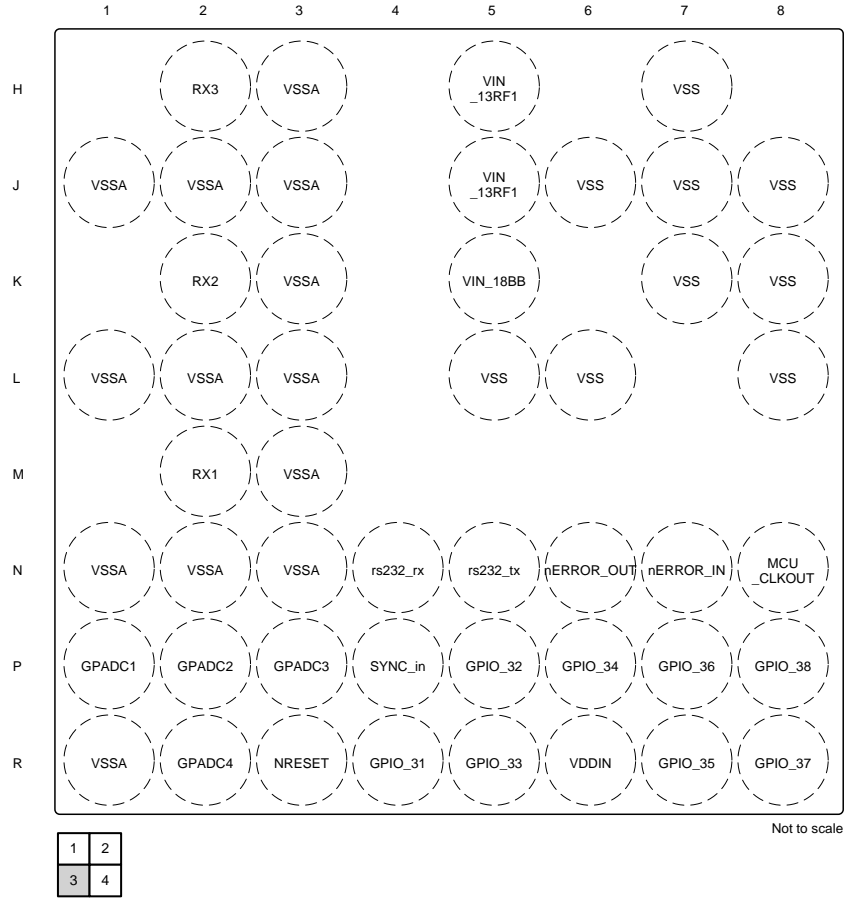 1 2 3 4 5 6 7 8
H RX3 VSSA VIN _13RF1 VSS
J VSSA VSSA VSSA VIN _13RF1 VSS VSS VSS
K RX2 VSSA VIN_18BB VSS VSS
L VSSA VSSA VSSA VSS VSS VSS
M RX1 VSSA
N VSSA VSSA VSSA rs232_rx rs232_tx nERROR_OUT nERROR_IN MCU _CLKOUT
P GPADC1 GPADC2 GPADC3 SYNC_in GPIO_32 GPIO_34 GPIO_36 GPIO_38
R VSSA GPADC4 NRESET GPIO_31 GPIO_33 VDDIN GPIO_35 GPIO_37
Not to scale
1 2
3 4